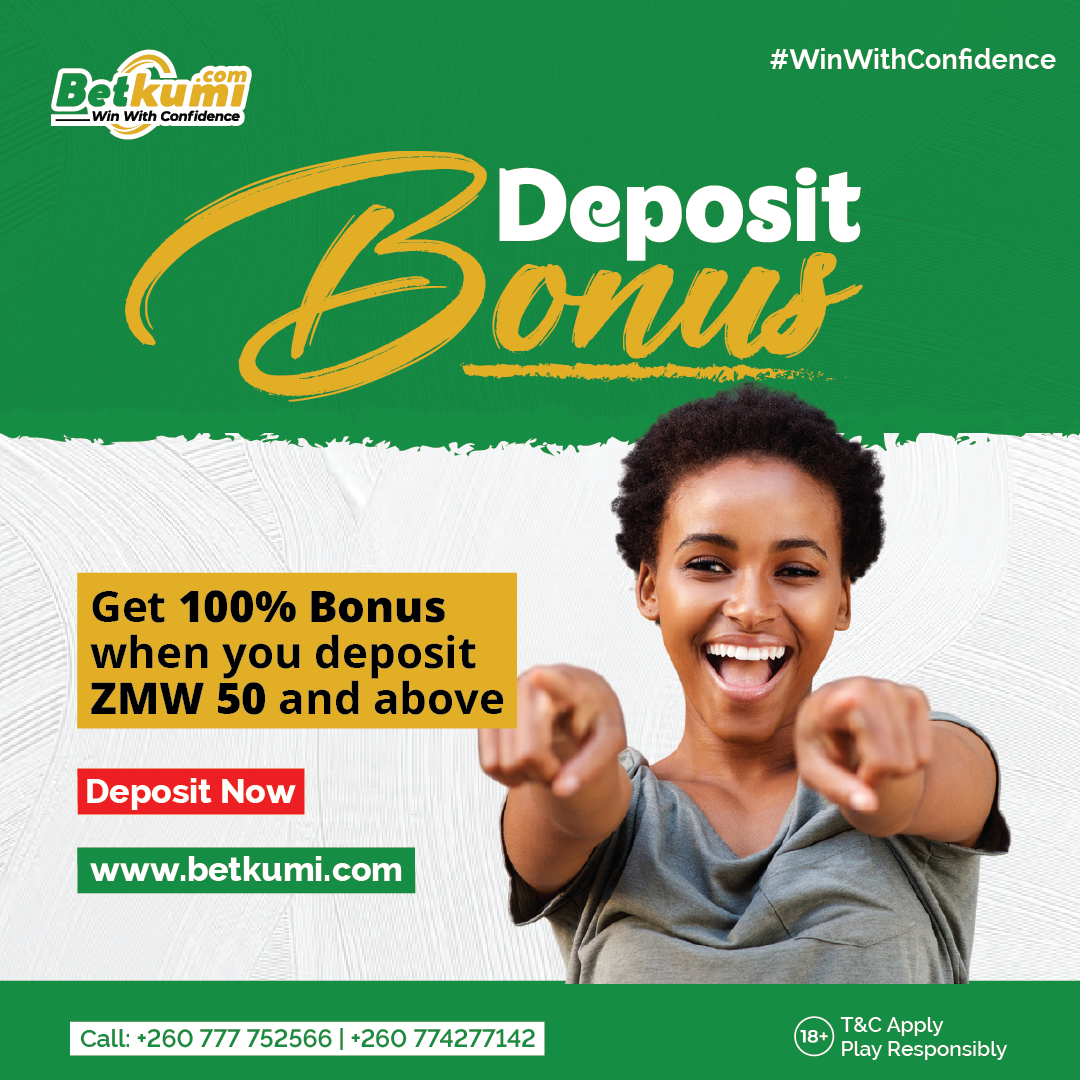 Betkumi.com
Win With Confidence
#WinWithConfidence
Deposit
Bonus
Get 100% Bonus
when you deposit
ZMW 50 and above
Deposit Now
www.betkumi.com
Call: +260 777 752566 | +260 774277142
18+
T&C Apply
Play Responsibly